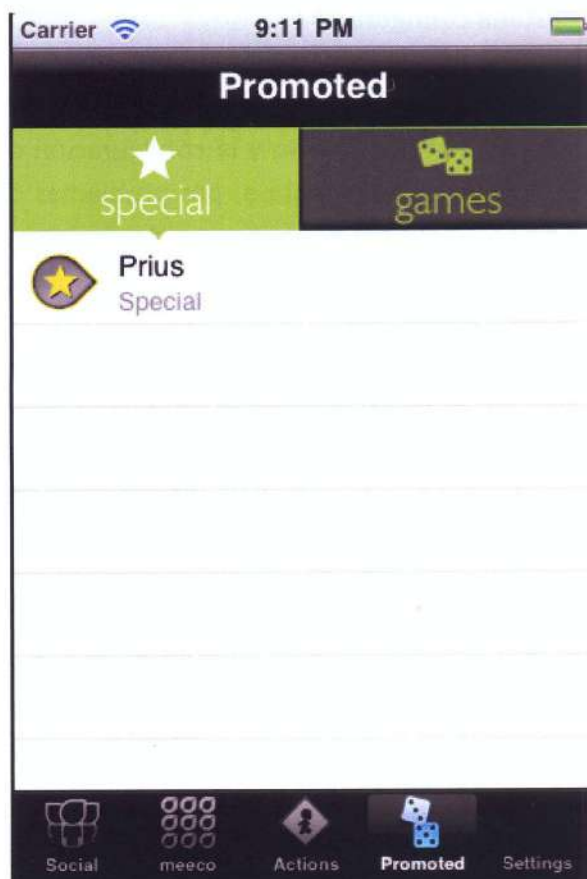 Carrier 9:11 PM
Promoted
special games
Prius
Special
Social meeco Actions Promoted Settings